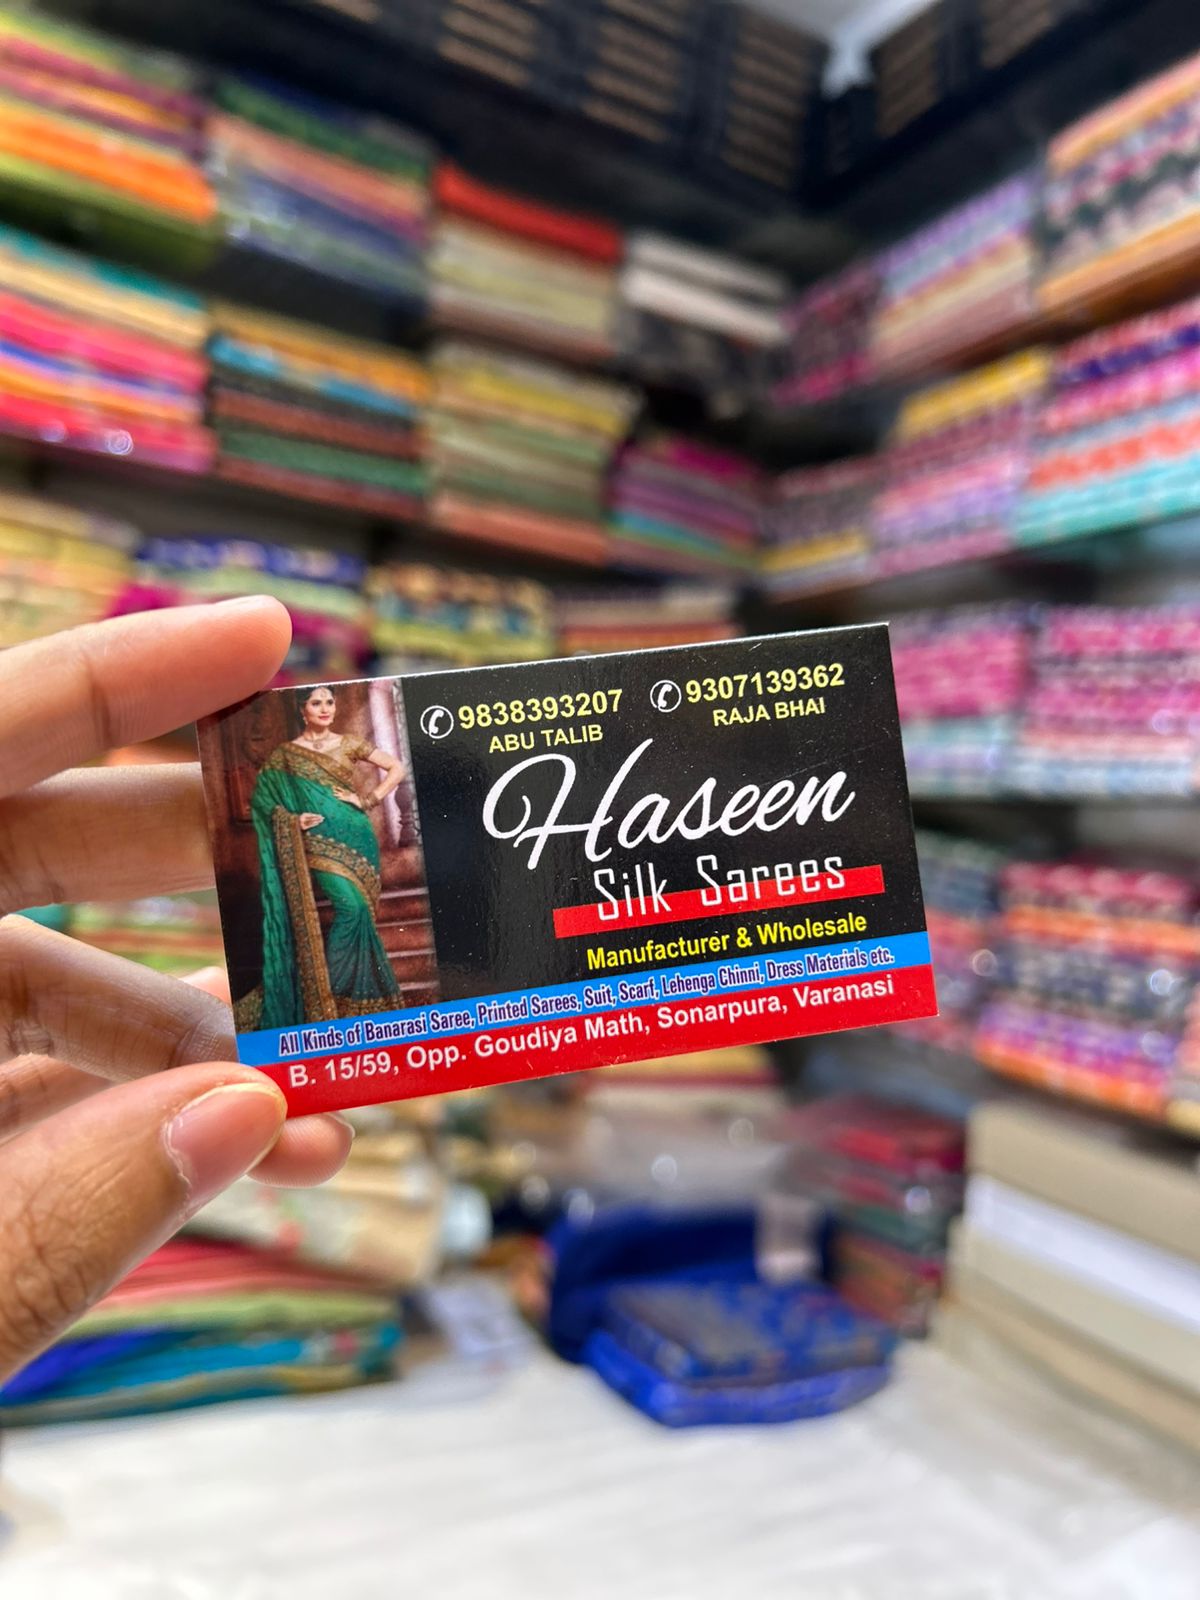 9838393207
ABU TALIB
9307139362
RAJA BHAI
Haseen
Silk Sarees
Manufacturer & Wholesale
All Kinds of Banarasi Saree, Printed Sarees, Suit, Scarf, Lehenga Chinni, Dress Materials etc.
B. 15/59, Opp. Goudiya Math, Sonarpura, Varanasi